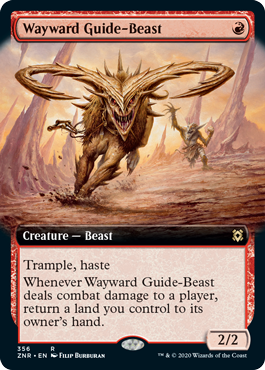 Wayward Guide-Beast
Creature — Beast
Trample, haste
Whenever Wayward Guide-Beast
deals combat damage to a player,
return a land you control to its
owner's hand.
2/2
356 R
ZNR • EN FILIP BURBURAN
™ & © 2020 Wizards of the Coast